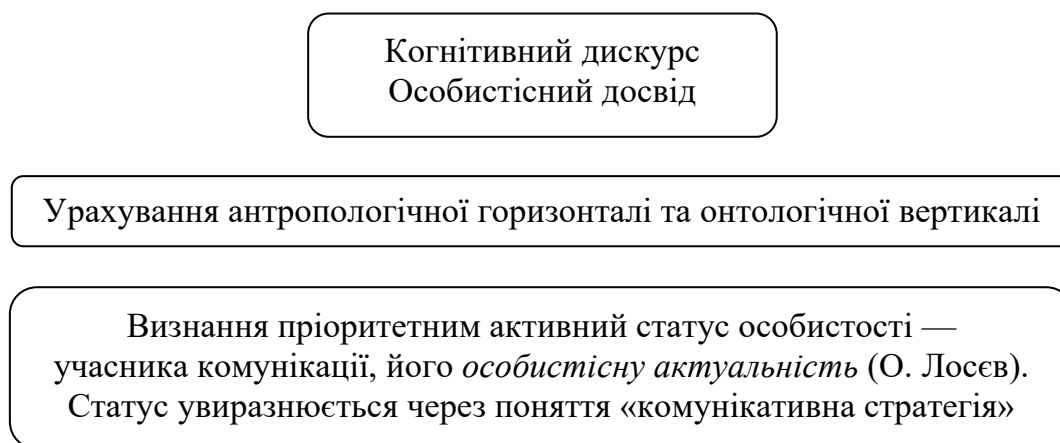 Когнітивний дискурс
Особистісний досвід
Урахування антропологічної горизонталі та онтологічної вертикалі
Визнання пріоритетним активний статус особистості —
учасника комунікації, його особистісну актуальність (О. Лосєв).
Статус увиразнюється через поняття «комунікативна стратегія»